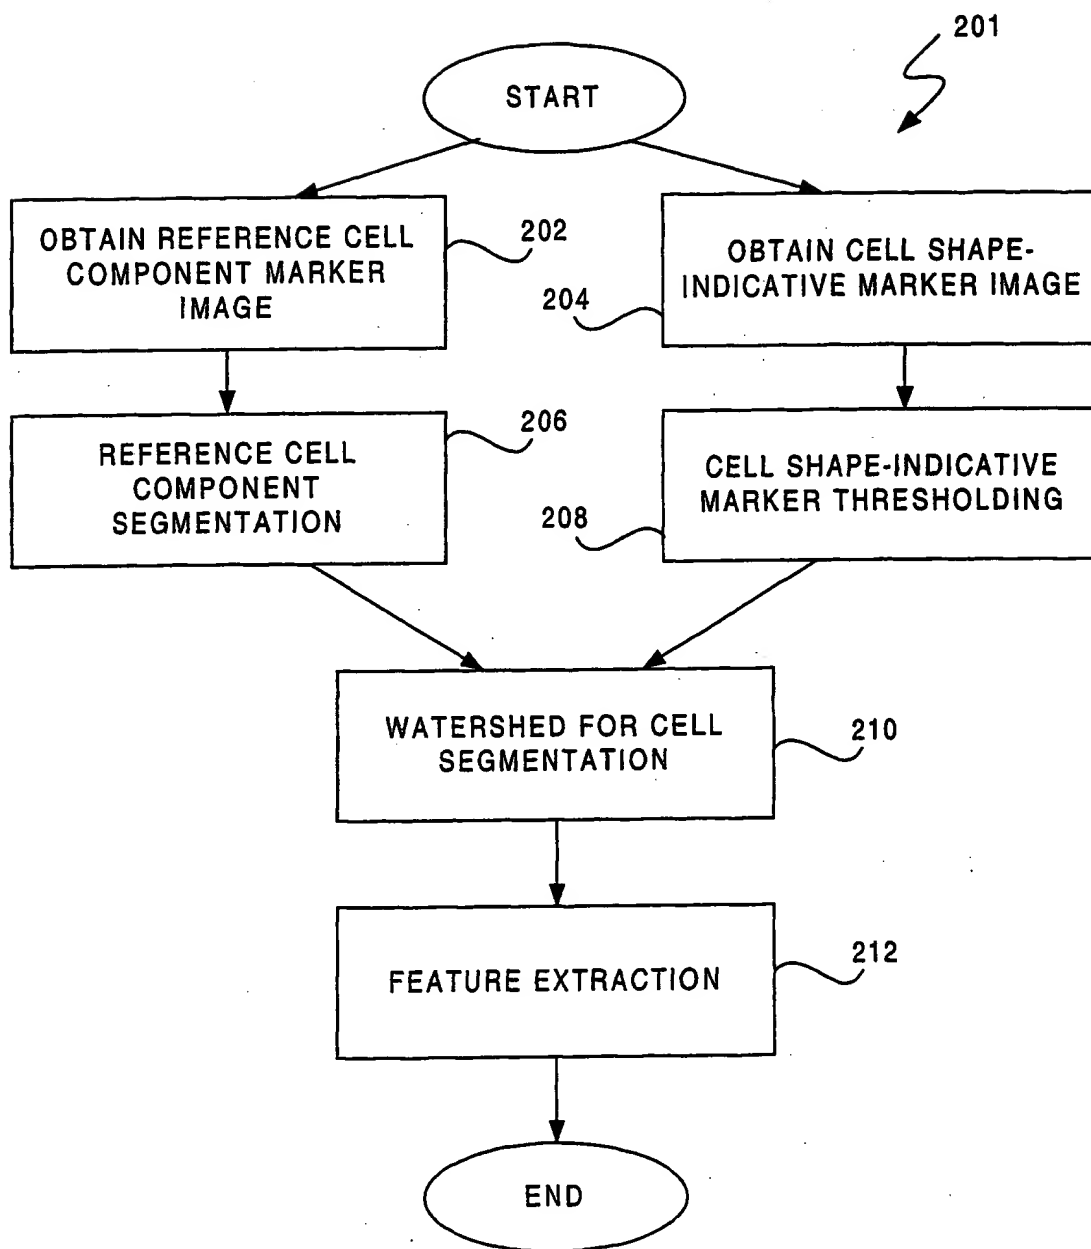 201
START
OBTAIN REFERENCE CELL
COMPONENT MARKER
IMAGE
202
OBTAIN CELL SHAPE-
INDICATIVE MARKER IMAGE
204
REFERENCE CELL
COMPONENT
SEGMENTATION
206
CELL SHAPE-INDICATIVE
MARKER THRESHOLDING
208
WATERSHED FOR CELL
SEGMENTATION
210
FEATURE EXTRACTION
212
END